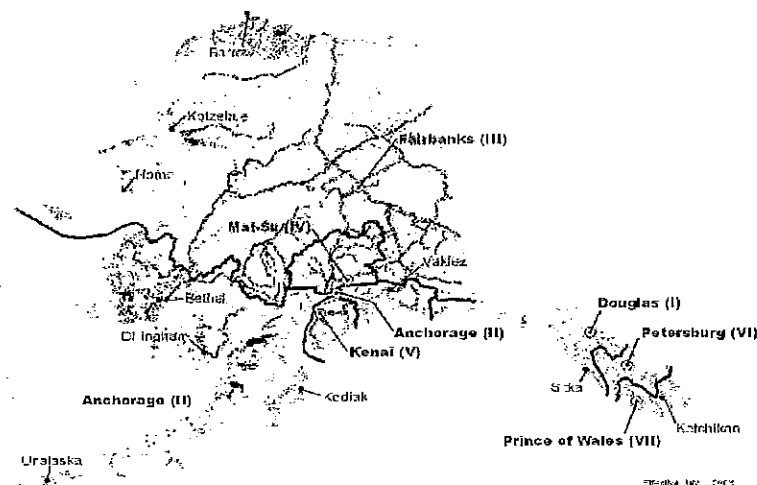 Kotzebue
Fairbanks (III)
Nome
Mat-Su (IV)
Valdez
Bethel
Douglas (I)
Anchorage (II)
Petersburg (VI)
Dillingham
Kenai (V)
Sitka
Anchorage (II)
Kodiak
Ketchikan
Prince of Wales (VII)
Unalaska